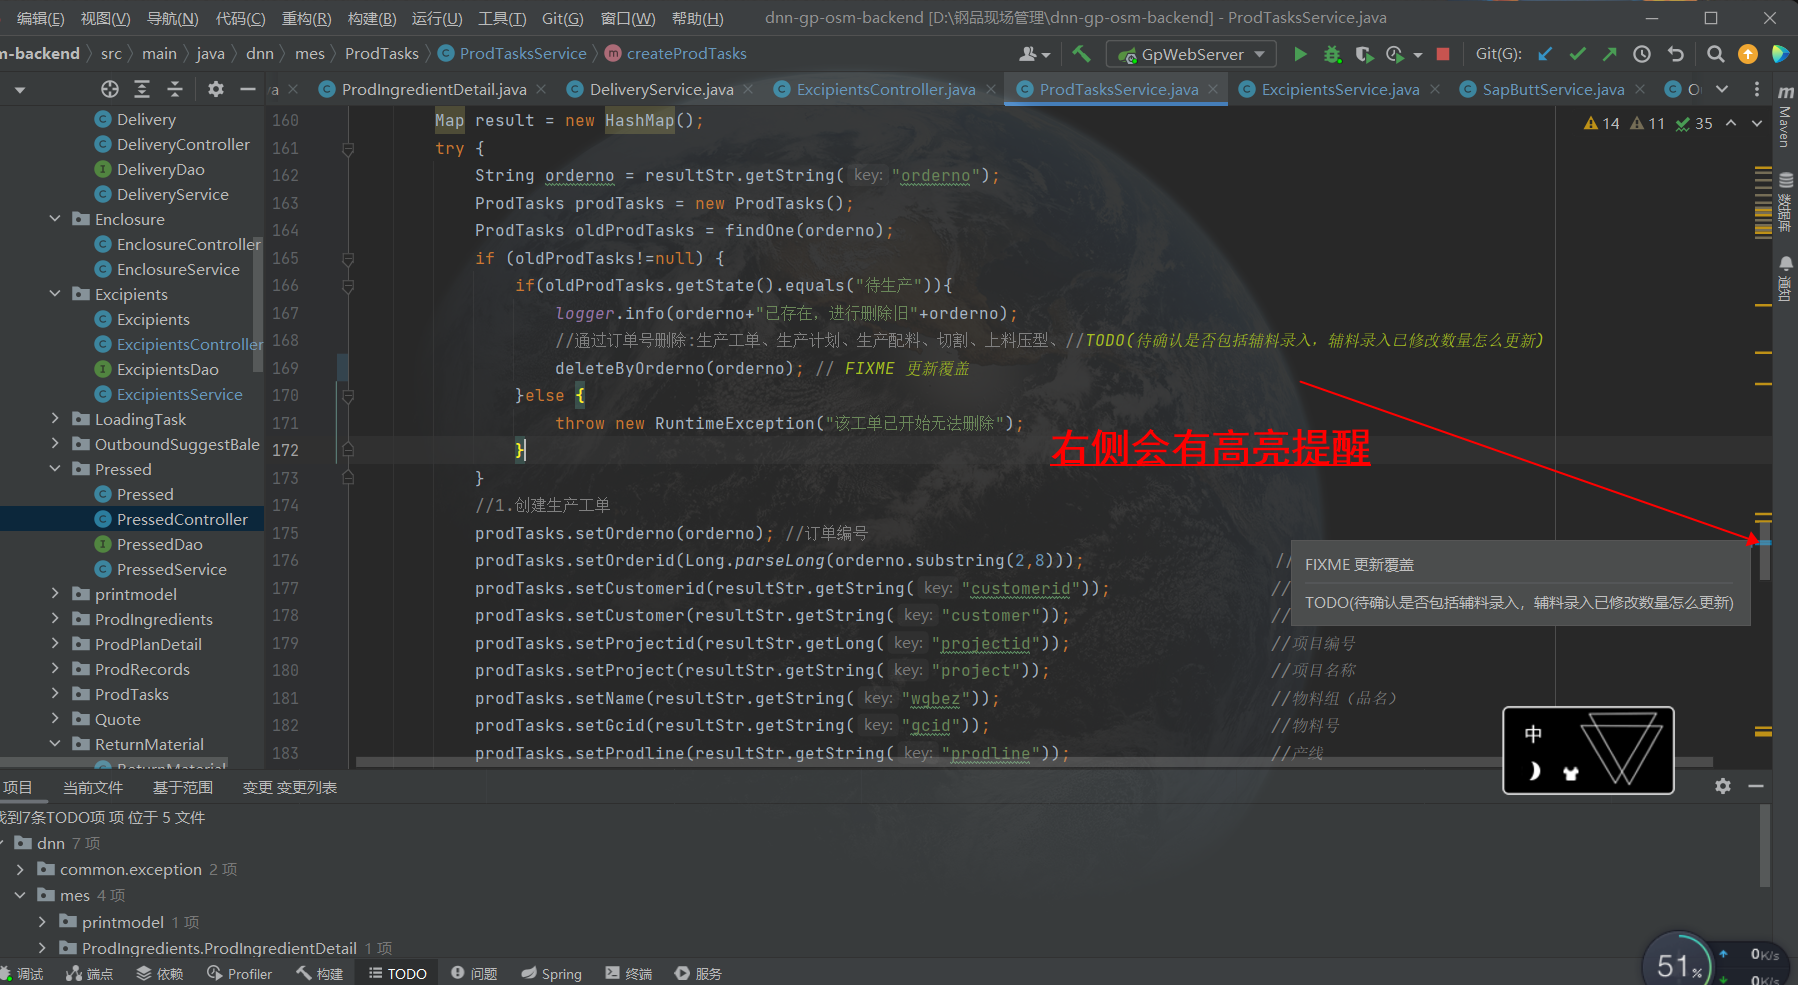 编辑(E) 视图(V) 导航(N) 代码(C) 重构(R) 构建(B) 运行(U) 工具(T) Git(G) 窗口(W) 帮助(H) dnn-gp-osm-backend [D:\钢品现场管理\dnn-gp-osm-backend] - ProdTasksService.java
m-backend src main java dnn mes ProdTasks ProdTasksService createProdTasks GpWebServer Git(G):
ProdIngredientDetail.java DeliveryService.java ExcipientsController.java ProdTasksService.java ExcipientsService.java SapButtService.java
Delivery
DeliveryController
DeliveryDao
DeliveryService
Enclosure
EnclosureController
EnclosureService
Excipients
Excipients
ExcipientsController
ExcipientsDao
ExcipientsService
LoadingTask
OutboundSuggestBale
Pressed
Pressed
PressedController
PressedDao
PressedService
printmodel
ProdIngredients
ProdPlanDetail
ProdRecords
ProdTasks
Quote
ReturnMaterial
ReturnMaterial
14 11 35
160 Map result = new HashMap();
161 try {
162 String orderno = resultStr.getString( key: "orderno");
163 ProdTasks prodTasks = new ProdTasks();
164 ProdTasks oldProdTasks = findOne(orderno);
165 if (oldProdTasks!=null) {
166 if(oldProdTasks.getState().equals("待生产")){
167 logger.info(orderno+"已存在，进行删除旧"+orderno);
168 //通过订单号删除:生产工单、生产计划、生产配料、切割、上料压型、//TODO(待确认是否包括辅料录入，辅料录入已修改数量怎么更新)
169 deleteByOrderno(orderno); // FIXME 更新覆盖
170 }else {
171 throw new RuntimeException("该工单已开始无法删除");
172 }
173 }
174 //1.创建生产工单
175 prodTasks.setOrderno(orderno); //订单编号
176 prodTasks.setOrderid(Long.parseLong(orderno.substring(2,8))); //
177 prodTasks.setCustomerid(resultStr.getString( key: "customerid")); //
178 prodTasks.setCustomer(resultStr.getString( key: "customer")); //
179 prodTasks.setProjectid(resultStr.getLong( key: "projectid")); //项目编号
180 prodTasks.setProject(resultStr.getString( key: "project")); //项目名称
181 prodTasks.setName(resultStr.getString( key: "wgbez")); //物料组（品名）
182 prodTasks.setGcid(resultStr.getString( key: "gcid")); //物料号
183 prodTasks.setProdline(resultStr.getString( key: "prodline")); //产线
右侧会有高亮提醒
FIXME 更新覆盖
TODO(待确认是否包括辅料录入，辅料录入已修改数量怎么更新)
Maven
数据库
通知
中
项目 当前文件 基于范围 变更 变更列表
找到7条TODO项 项 位于 5 文件
dnn 7 项
common.exception 2 项
mes 4 项
printmodel 1 项
ProdIngredients.ProdIngredientDetail 1 项
调试 端点 依赖 Profiler 构建 TODO 问题 Spring 终端 服务
51%
0K/s
0K/s